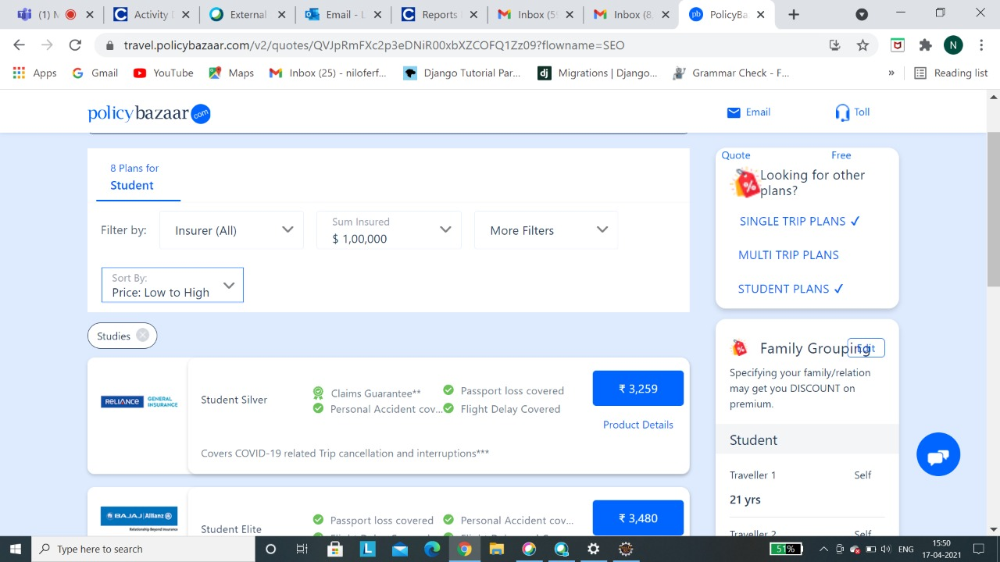 (1) N
Activity D
External
Email - L
Reports
Inbox (5
Inbox (8
PolicyBa
travel.policybazaar.com/v2/quotes/QVJpRmFXc2p3eDNiR00xbXZCOFQ1Zz09?flowname=SEO
N
Apps
Gmail
YouTube
Maps
Inbox (25) - niloferf...
Django Tutorial Par...
dj Migrations | Django...
Grammar Check - F...
»
Reading list
policybazaar.com
Email
Toll
Quote
Free
8 Plans for
Student
Looking for other
plans?
Filter by:
Insurer (All)
Sum Insured
$ 1,00,000
More Filters
SINGLE TRIP PLANS ✓
MULTI TRIP PLANS
STUDENT PLANS ✓
Sort By:
Price: Low to High
Studies
Family Grouping
Edit
Specifying your family/relation
may get you DISCOUNT on
premium.
RELIANCE GENERAL INSURANCE
Student Silver
Claims Guarantee**
Passport loss covered
Personal Accident cov...
Flight Delay Covered
₹ 3,259
Product Details
Covers COVID-19 related Trip cancellation and interruptions***
Student
Traveller 1
Self
21 yrs
Traveller 2
Self
BAJAJ Allianz
Relationship Beyond Insurance
Student Elite
Passport loss covered
Personal Accident cov...
₹ 3,480
Type here to search
51%
ENG
15:50
17-04-2021